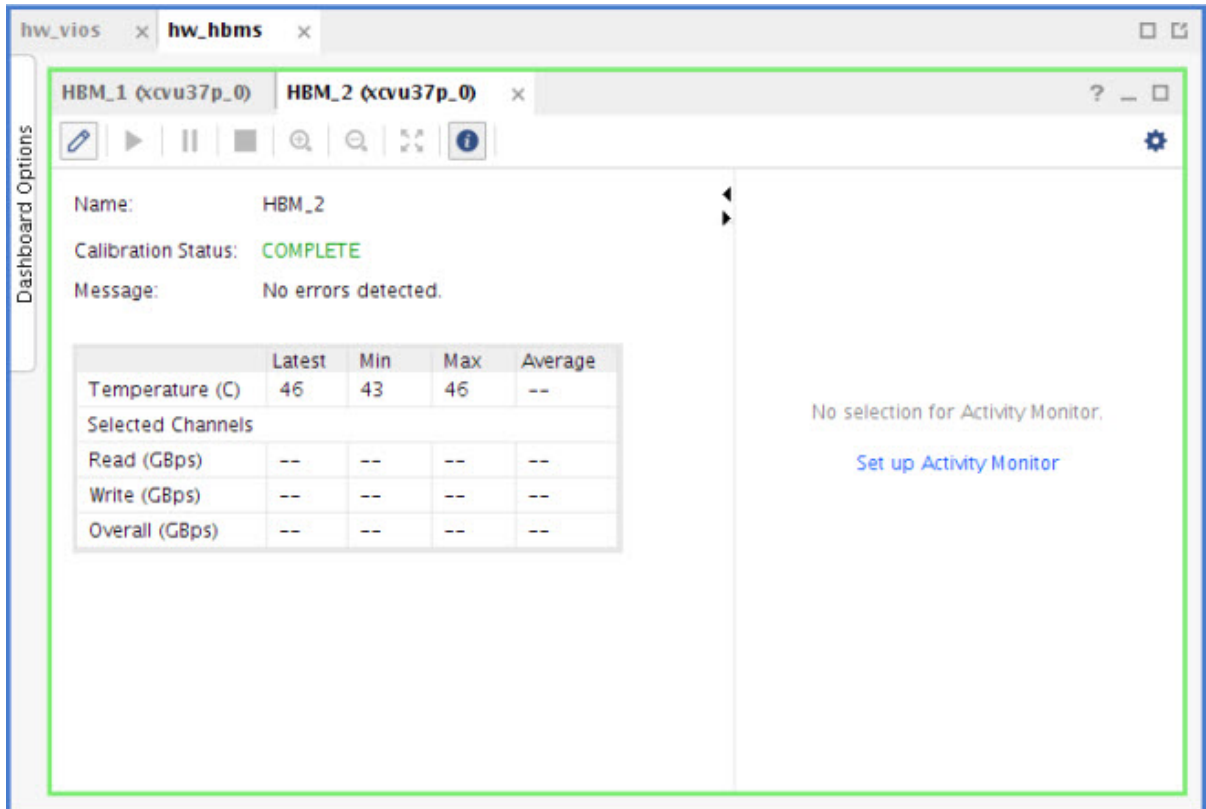 hw_vios × hw_hbms ×
HBM_1 (xcvu37p_0) HBM_2 (xcvu37p_0) × ?
Dashboard Options
Name: HBM_2
Calibration Status: COMPLETE
Message: No errors detected.
Latest Min Max Average
Temperature (C) 46 43 46 --
Selected Channels
Read (GBps) -- -- -- --
Write (GBps) -- -- -- --
Overall (GBps) -- -- -- --
No selection for Activity Monitor.
Set up Activity Monitor